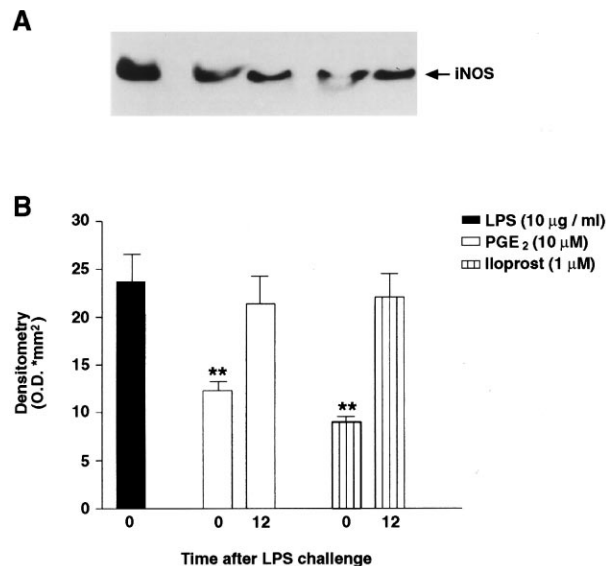 A
iNOS
B
30
25
20
15
10
5
0
Densitometry
(O.D. *mm²)
**
**
0
0
12
0
12
Time after LPS challenge
LPS (10 µg / ml)
PGE₂ (10 µM)
Iloprost (1 µM)